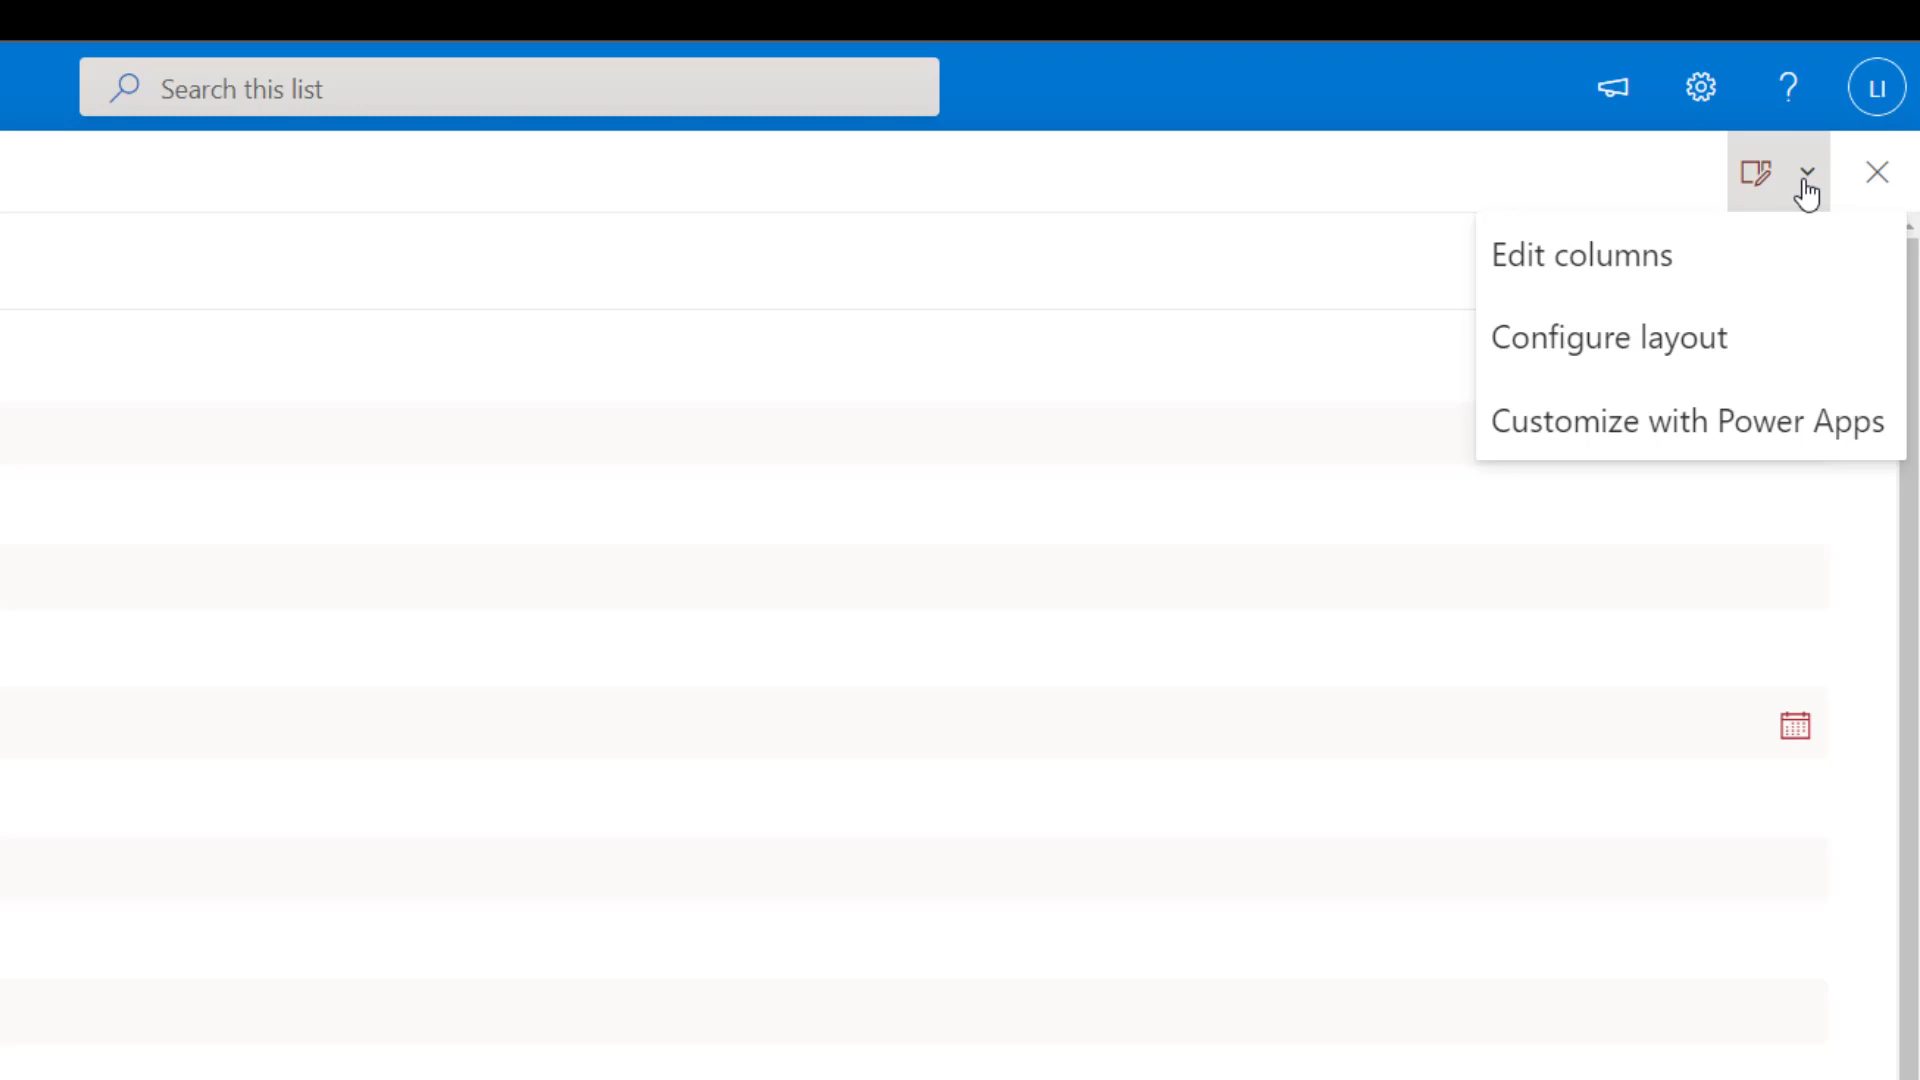 Search this list
LI
Edit columns
Configure layout
Customize with Power Apps